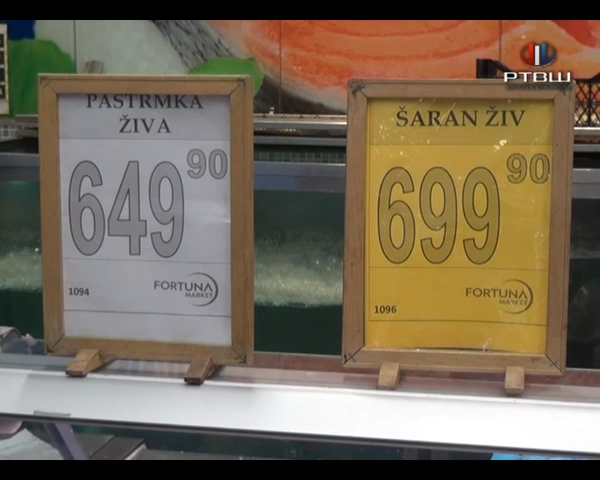 РТВШ
PASTRMKA
ŽIVA
649 90
1094
FORTUNA
MARKET
ŠARAN ŽIV
699 90
1096
FORTUNA
MARKET